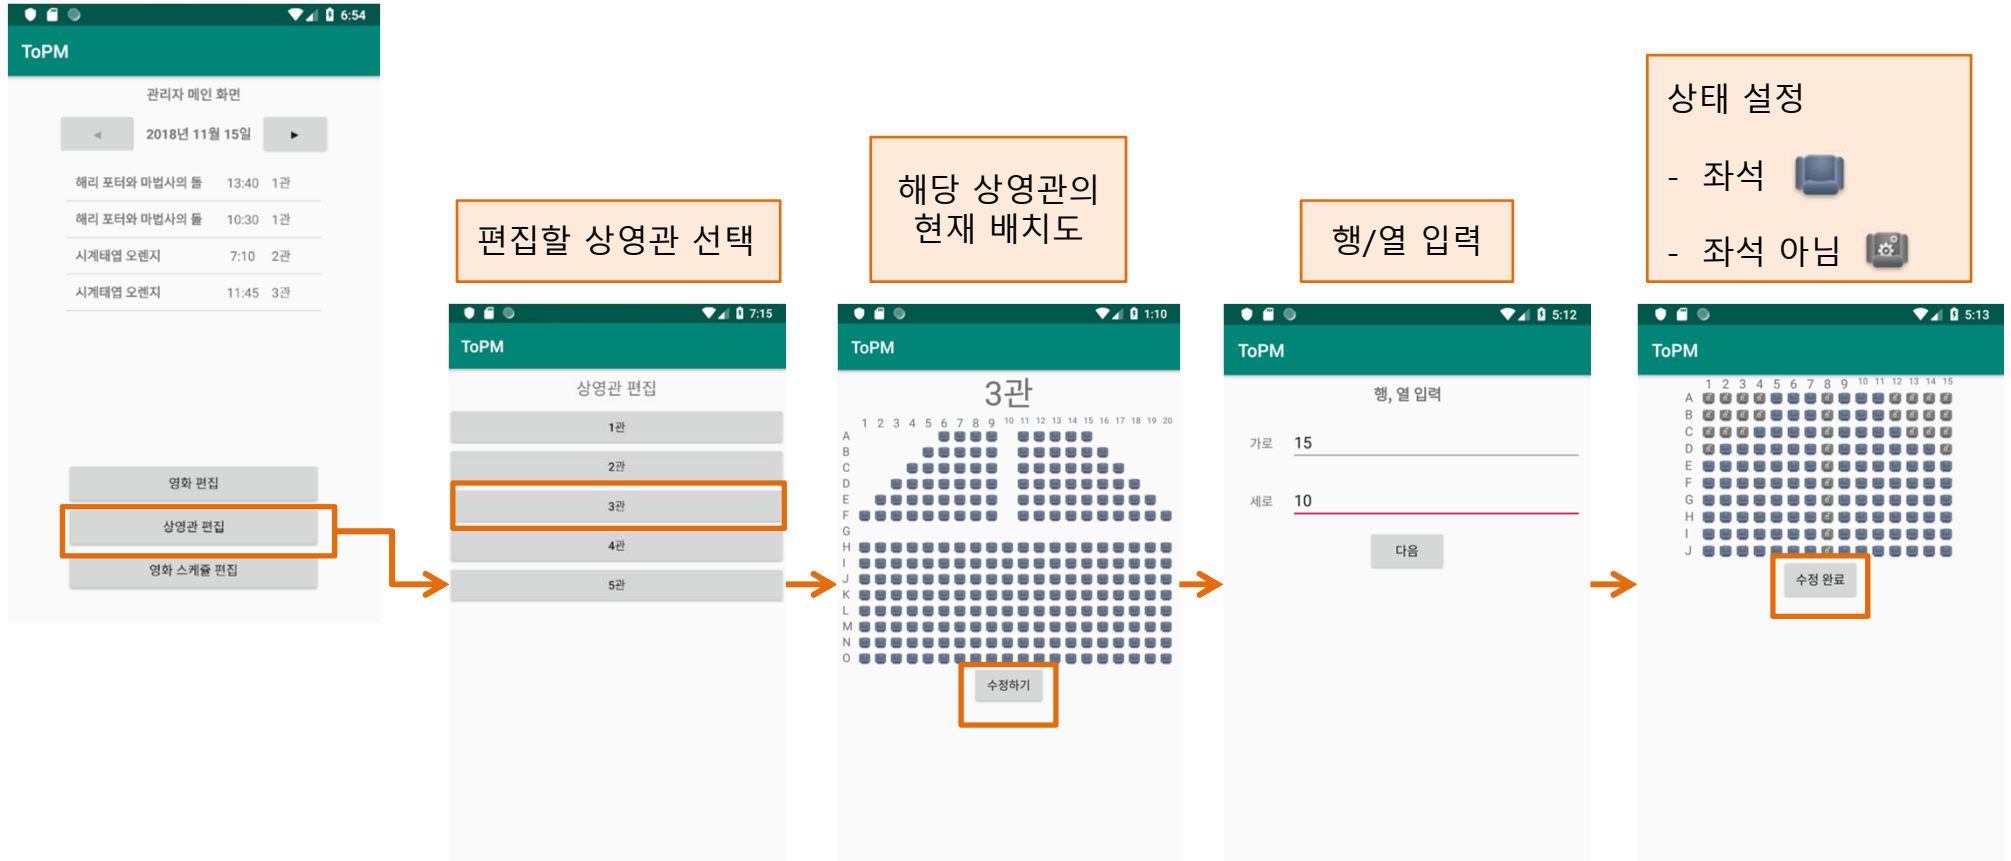 6:54
ToPM
관리자 메인 화면
◄ 2018년 11월 15일 ►
해리 포터와 마법사의 돌 13:40 1관
해리 포터와 마법사의 돌 10:30 1관
시계태엽 오렌지 7:10 2관
시계태엽 오렌지 11:45 3관
영화 편집
상영관 편집
영화 스케쥴 편집
편집할 상영관 선택
7:15
ToPM
상영관 편집
1관
2관
3관
4관
5관
해당 상영관의
현재 배치도
1:10
ToPM
3관
1 2 3 4 5 6 7 8 9 10 11 12 13 14 15 16 17 18 19 20
A
B
C
D
E
F
G
H
I
J
K
L
M
N
O
수정하기
행/열 입력
5:12
ToPM
행, 열 입력
가로 15
세로 10
다음
상태 설정
- 좌석
- 좌석 아님
5:13
ToPM
1 2 3 4 5 6 7 8 9 10 11 12 13 14 15
A
B
C
D
E
F
G
H
I
J
수정 완료